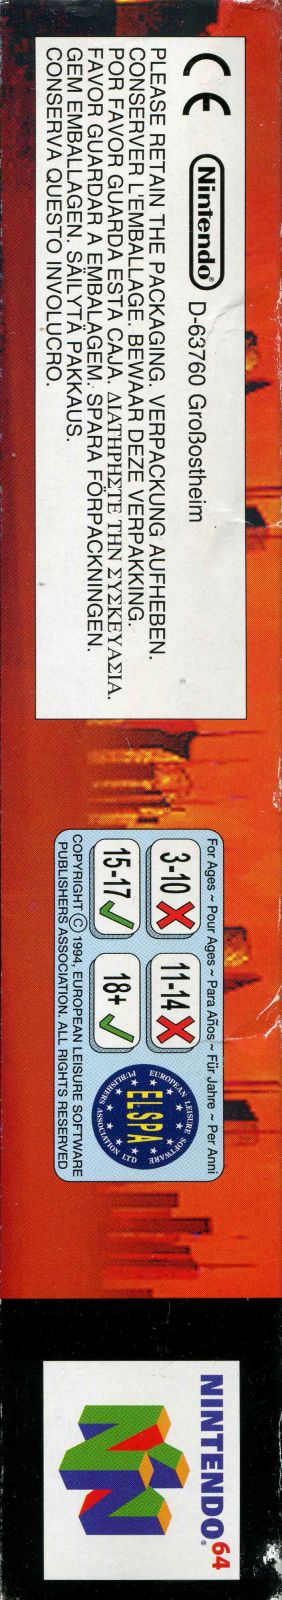 CE Nintendo® D-63760 Großostheim
PLEASE RETAIN THE PACKAGING. VERPACKUNG AUFHEBEN.
CONSERVER L'EMBALLAGE. BEWAAR DEZE VERPAKKING.
POR FAVOR GUARDA ESTA CAJA. ΔΙΑΤΗΡΗΣΤΕ ΤΗΝ ΣΥΣΚΕΥΑΣΙΑ.
FAVOR GUARDAR A EMBALAGEM. SPARA FÖRPACKNINGEN.
GEM EMBALLAGEN. SÄILYTÄ PAKKAUS.
CONSERVA QUESTO INVOLUCRO.
For Ages ~ Pour Ages ~ Para Años ~ Für Jahre ~ Per Anni
3-10 11-14
15-17 18+
EUROPEAN LEISURE SOFTWARE
ELSPA
PUBLISHERS ASSOCIATION LTD
COPYRIGHT © 1994, EUROPEAN LEISURE SOFTWARE
PUBLISHERS ASSOCIATION. ALL RIGHTS RESERVED
NINTENDO64®